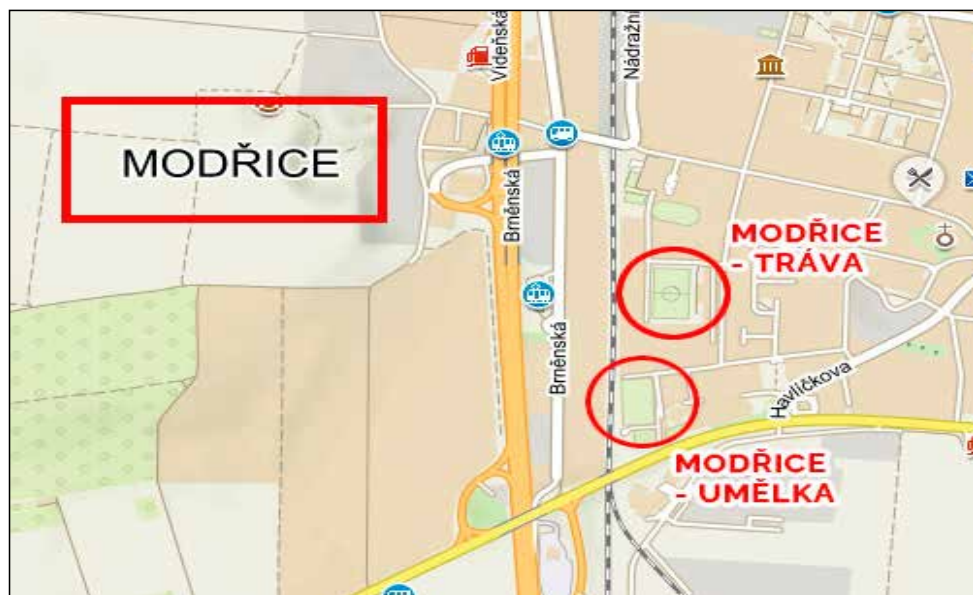 Vídeňská
Nádražní
MODŘICE
Brněnská
MODŘICE
- TRÁVA
Brněnská
Havlíčkova
MODŘICE
- UMĚLKA